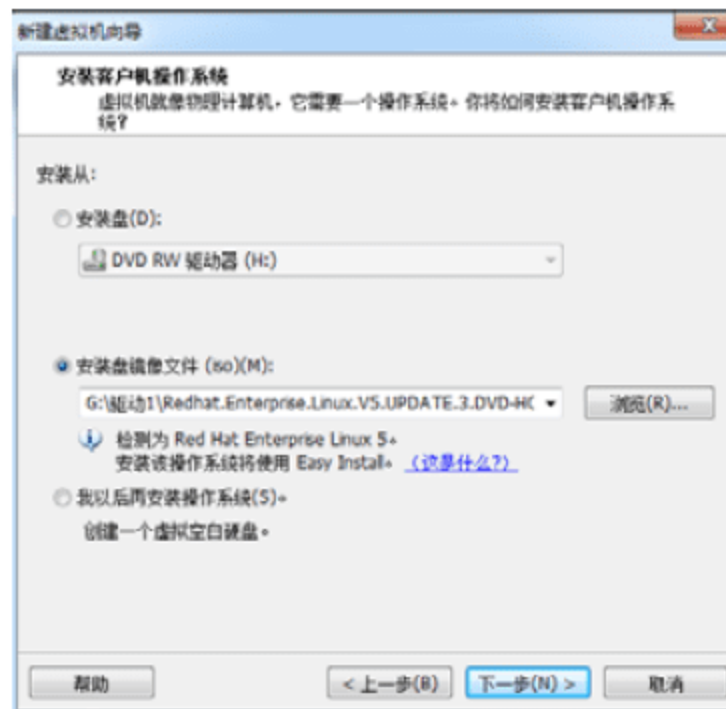 新建虚拟机向导
安装客户机操作系统
虚拟机就像物理计算机，它需要一个操作系统。你将如何安装客户机操作系
统?
安装从:
安装盘(D):
DVD RW 驱动器 (H:)
安装盘镜像文件 (iso)(M):
G:\驱动1\Redhat.Enterprise.Linux.V5.UPDATE.3.DVD-HC
浏览(R)...
检测为 Red Hat Enterprise Linux 5。
安装该操作系统将使用 Easy Install。 (这是什么?)
我以后再安装操作系统(S)。
创建一个虚拟空白硬盘。
帮助
< 上一步(B)
下一步(N) >
取消